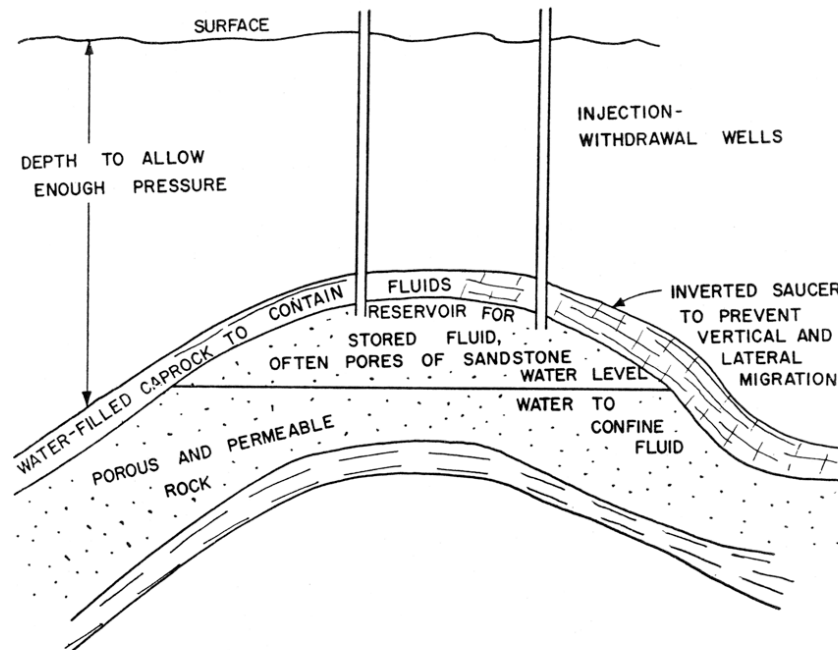 SURFACE
INJECTION-
WITHDRAWAL WELLS
DEPTH TO ALLOW
ENOUGH PRESSURE
WATER-FILLED CAPROCK TO CONTAIN FLUIDS
RESERVOIR FOR
STORED FLUID,
OFTEN PORES OF SANDSTONE
WATER LEVEL
WATER TO
CONFINE
FLUID
INVERTED SAUCER
TO PREVENT
VERTICAL AND
LATERAL
MIGRATION
POROUS AND PERMEABLE
ROCK